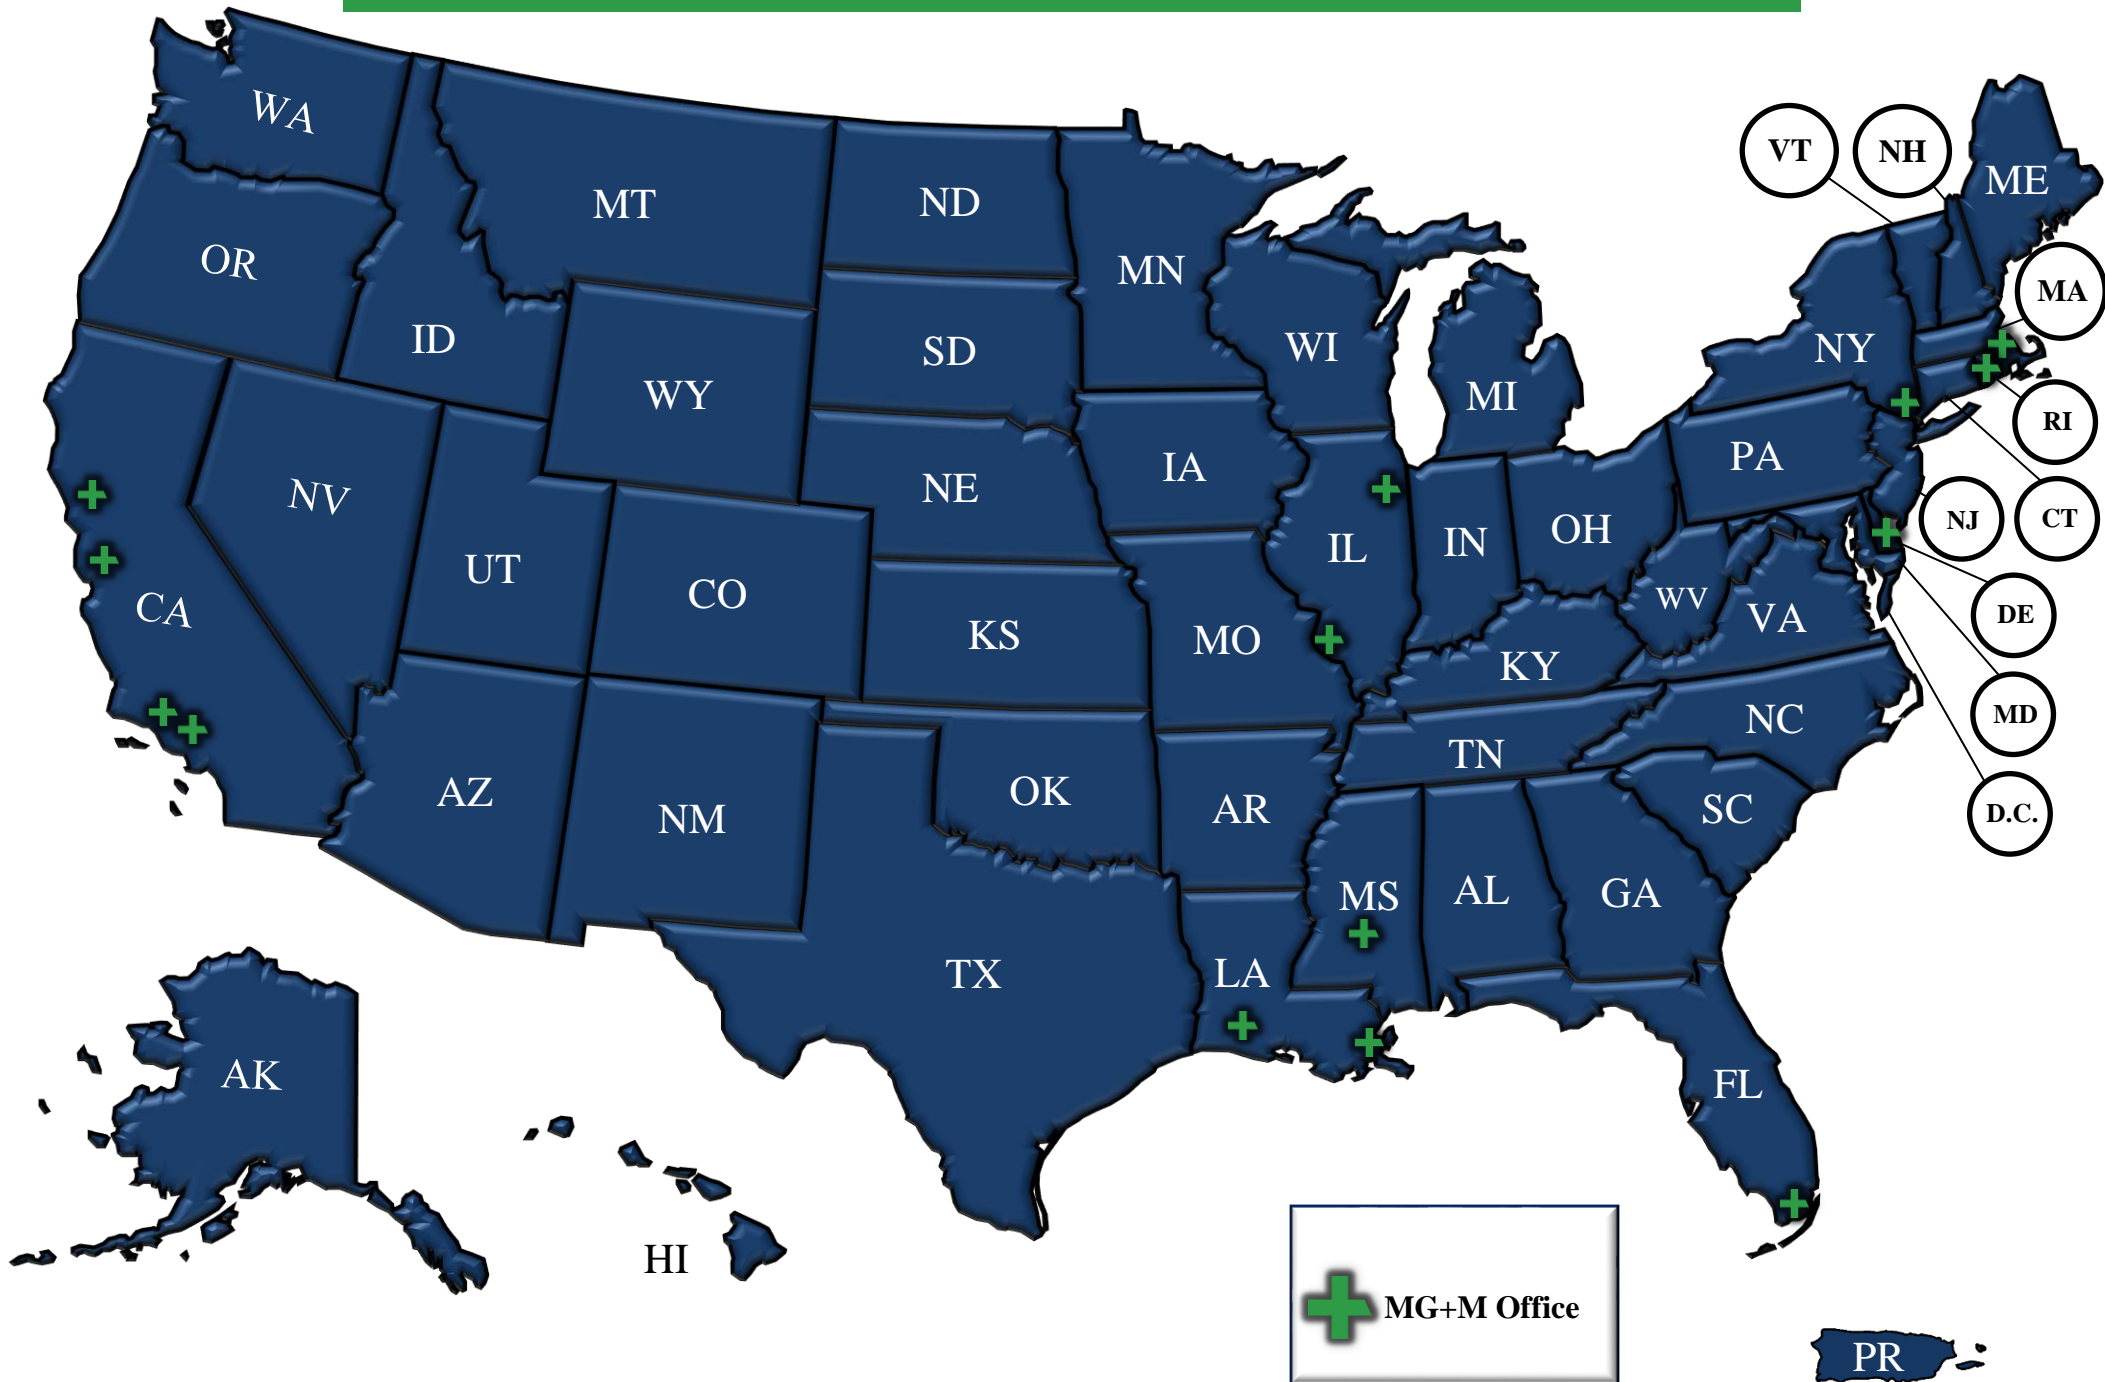 WA
VT
NH
MT
ND
ME
OR
MN
MA
ID
SD
WI
NY
WY
MI
RI
PA
NV
NE
IA
NJ
CT
UT
CO
IL
IN
OH
WV
DE
CA
KS
MO
VA
KY
MD
NC
TN
AZ
NM
OK
AR
SC
D.C.
MS
AL
GA
TX
LA
AK
FL
HI
MG+M Office
PR